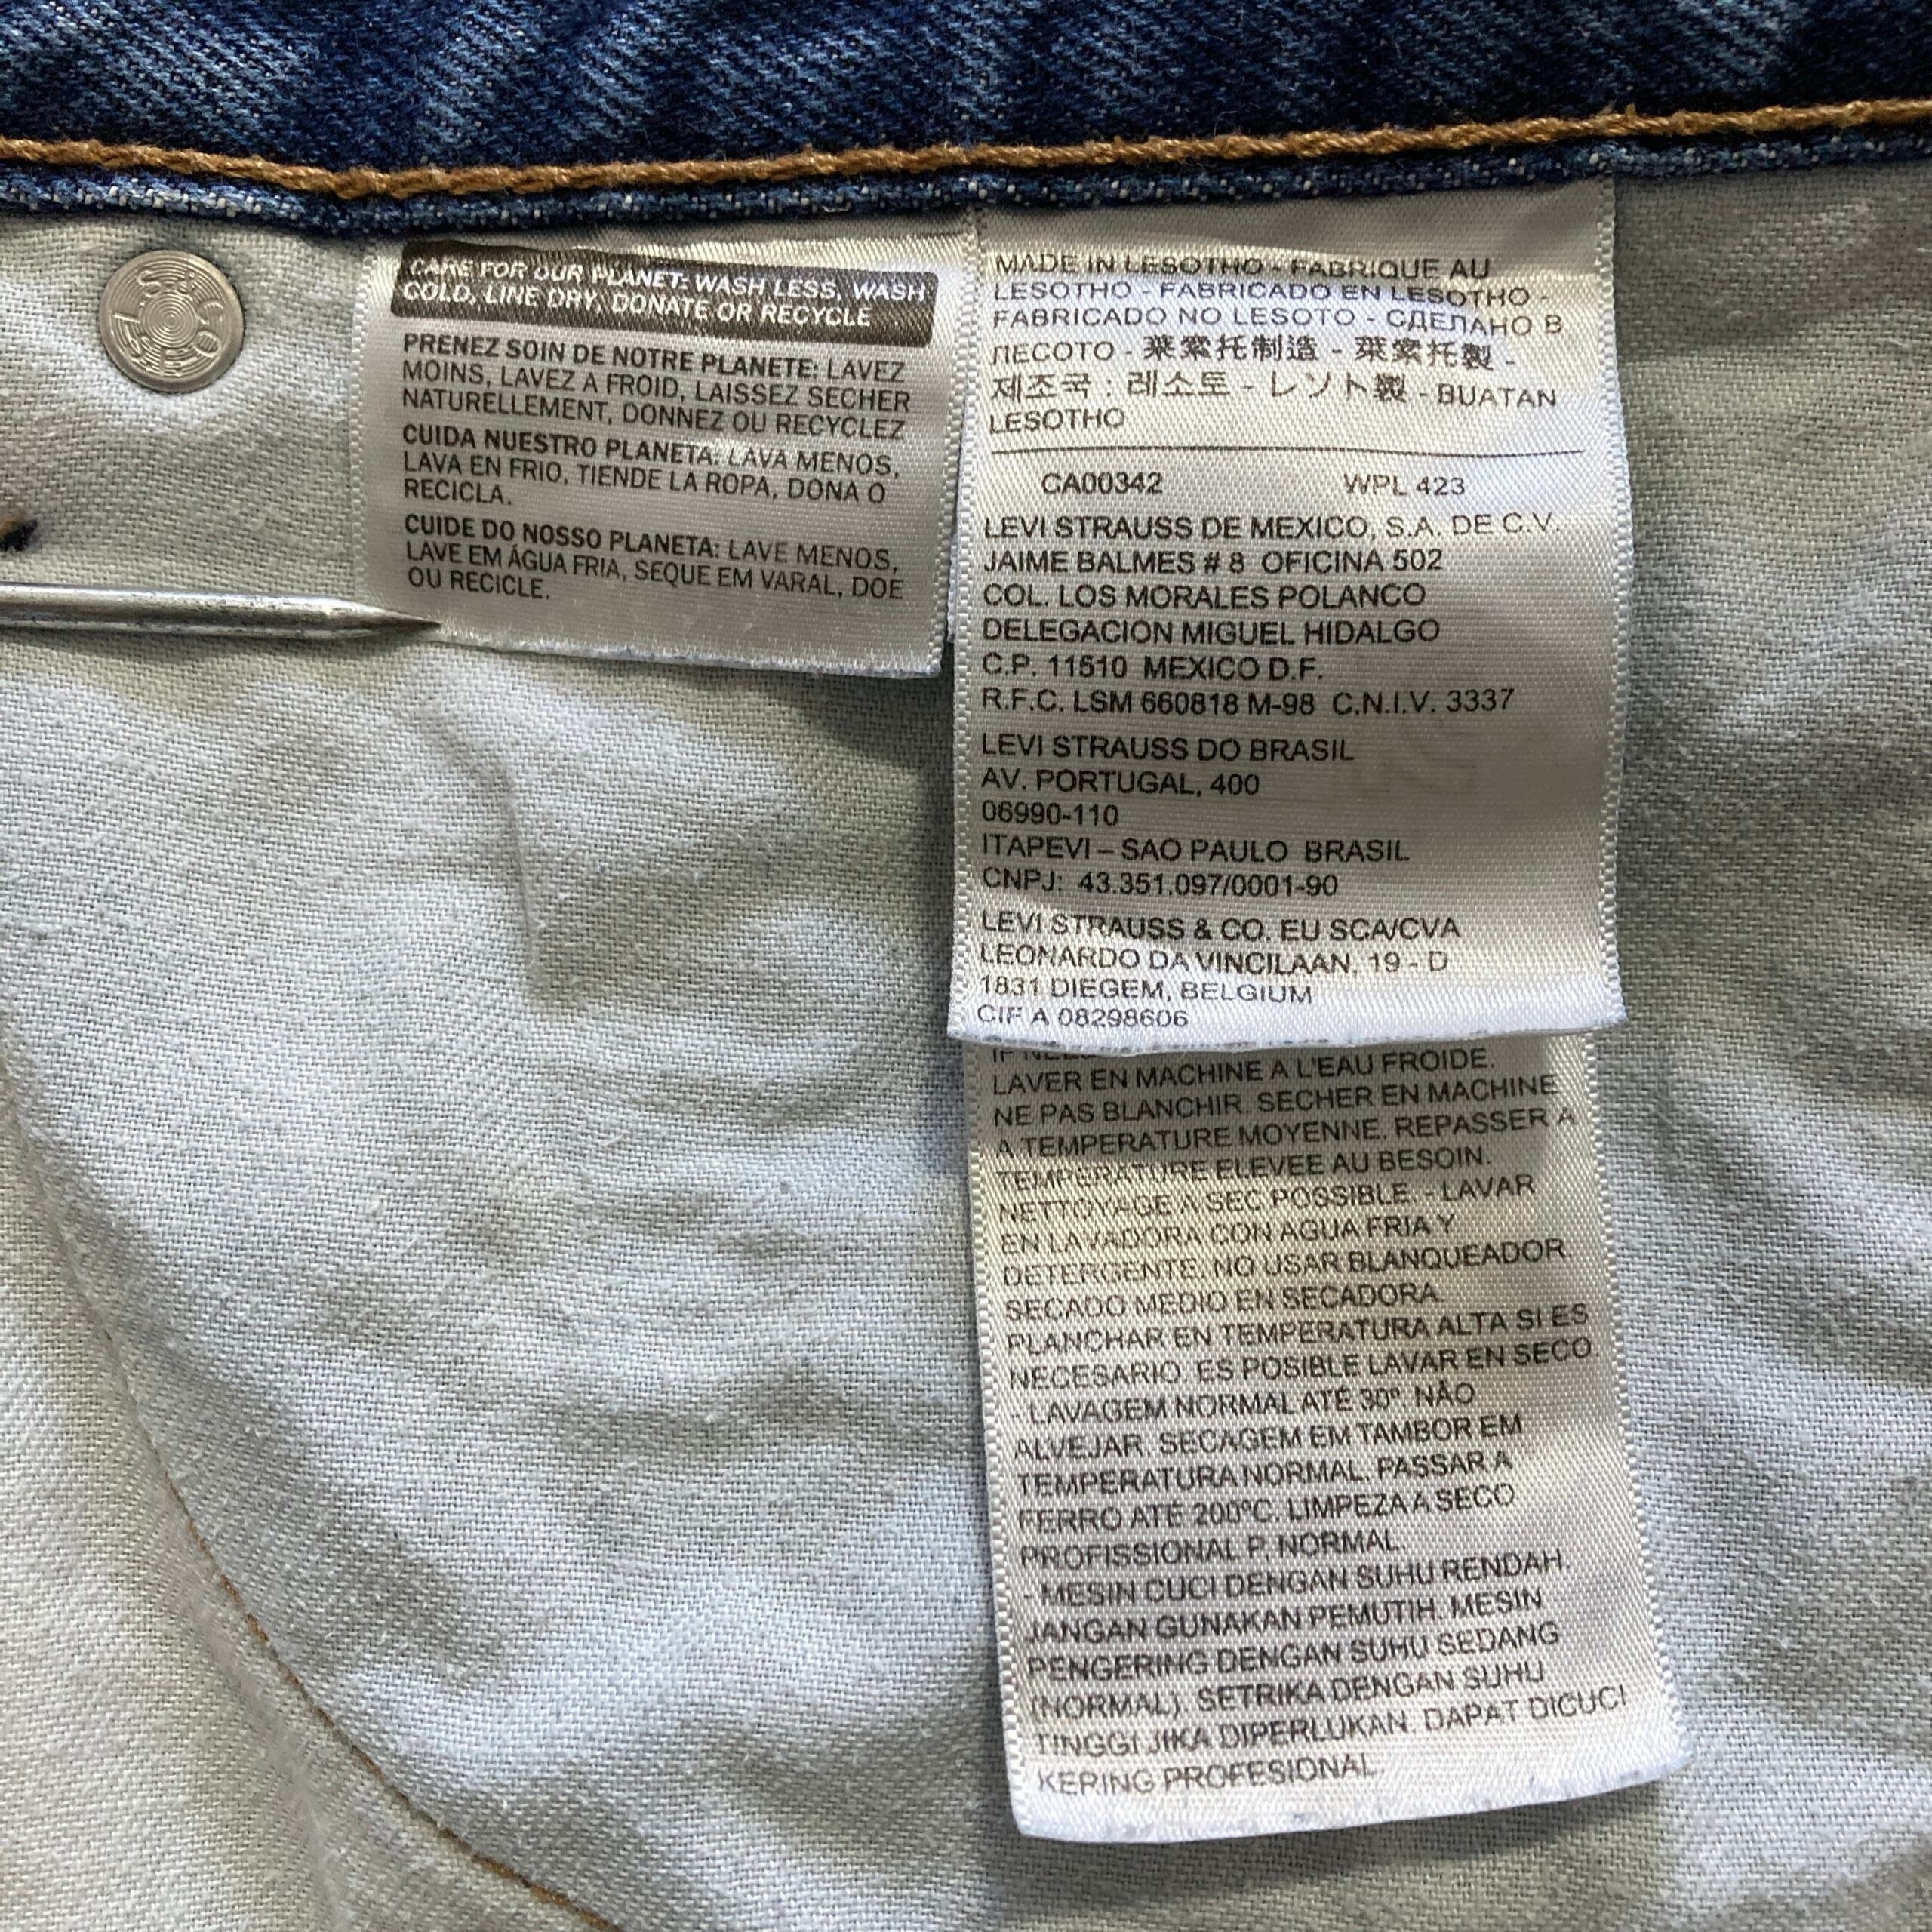 CARE FOR OUR PLANET: WASH LESS, WASH
COLD, LINE DRY, DONATE OR RECYCLE
PRENEZ SOIN DE NOTRE PLANETE: LAVEZ
MOINS, LAVEZ A FROID, LAISSEZ SECHER
NATURELLEMENT, DONNEZ OU RECYCLEZ
CUIDA NUESTRO PLANETA: LAVA MENOS,
LAVA EN FRIO, TIENDE LA ROPA, DONA O
RECICLA.
CUIDE DO NOSSO PLANETA: LAVE MENOS,
LAVE EM ÁGUA FRIA, SEQUE EM VARAL, DOE
OU RECICLE.
MADE IN LESOTHO - FABRIQUE AU
LESOTHO - FABRICADO EN LESOTHO -
FABRICADO NO LESOTO - СДЕЛАНО В
ЛЕСОТО - 莱索托制造 - 萊索托製 -
제조국 : 레소토 - レソト製 - BUATAN
LESOTHO
CA00342 WPL 423
LEVI STRAUSS DE MEXICO, S.A. DE C.V.
JAIME BALMES # 8 OFICINA 502
COL. LOS MORALES POLANCO
DELEGACION MIGUEL HIDALGO
C.P. 11510 MEXICO D.F.
R.F.C. LSM 660818 M-98 C.N.I.V. 3337
LEVI STRAUSS DO BRASIL
AV. PORTUGAL, 400
06990-110
ITAPEVI – SAO PAULO BRASIL
CNPJ: 43.351.097/0001-90
LEVI STRAUSS & CO. EU SCA/CVA
LEONARDO DA VINCILAAN, 19 - D
1831 DIEGEM, BELGIUM
CIF A 08298606
LAVER EN MACHINE A L'EAU FROIDE.
NE PAS BLANCHIR. SECHER EN MACHINE
A TEMPERATURE MOYENNE. REPASSER A
TEMPERATURE ELEVEE AU BESOIN.
NETTOYAGE A SEC POSSIBLE. - LAVAR
EN LAVADORA CON AGUA FRIA Y
DETERGENTE. NO USAR BLANQUEADOR.
SECADO MEDIO EN SECADORA.
PLANCHAR EN TEMPERATURA ALTA SI ES
NECESARIO. ES POSIBLE LAVAR EN SECO.
- LAVAGEM NORMAL ATÉ 30º. NÃO
ALVEJAR. SECAGEM EM TAMBOR EM
TEMPERATURA NORMAL. PASSAR A
FERRO ATÉ 200ºC. LIMPEZA A SECO
PROFISSIONAL P, NORMAL.
- MESIN CUCI DENGAN SUHU RENDAH.
JANGAN GUNAKAN PEMUTIH. MESIN
PENGERING DENGAN SUHU SEDANG
(NORMAL). SETRIKA DENGAN SUHU
TINGGI JIKA DIPERLUKAN. DAPAT DICUCI
KERING PROFESIONAL